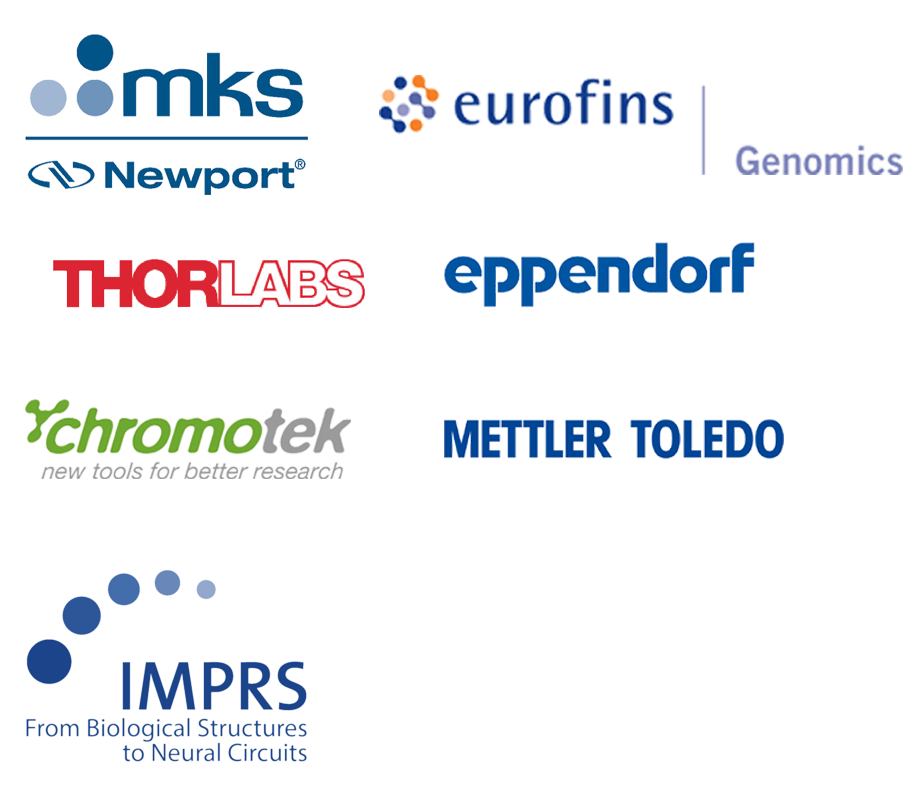 mks
Newport®
eurofins
Genomics
THORLABS
eppendorf
chromotek
new tools for better research
METTLER TOLEDO
IMPRS
From Biological Structures
to Neural Circuits